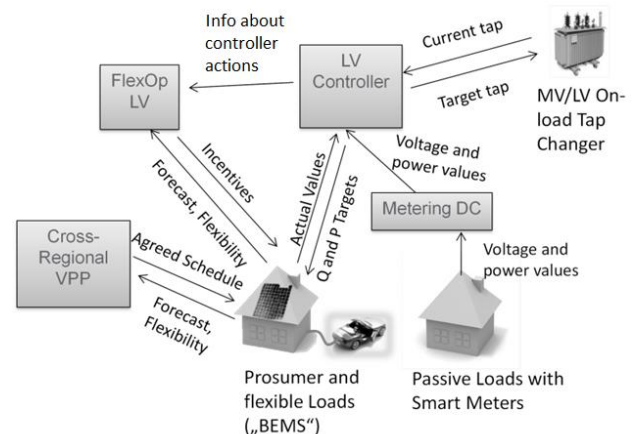 Info about
controller
actions
FlexOp
LV
LV
Controller
Current tap
Target tap
MV/LV On-
load Tap
Changer
Incentives
Forecast, Flexibility
Actual Values
Q and P Targets
Voltage and
power values
Metering DC
Voltage and
power values
Cross-
Regional
VPP
Agreed Schedule
Forecast,
Flexibility
Prosumer and
flexible Loads
(„BEMS“)
Passive Loads with
Smart Meters